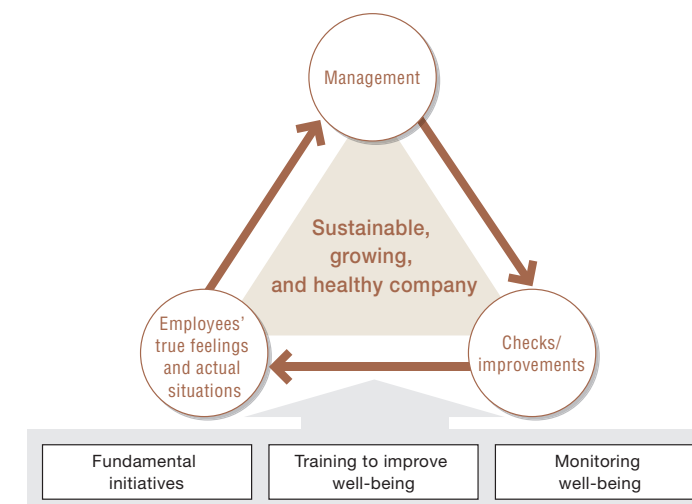 Management
Sustainable,
growing,
and healthy company
Employees’
true feelings
and actual
situations
Checks/
improvements
Fundamental
initiatives
Training to improve
well-being
Monitoring
well-being